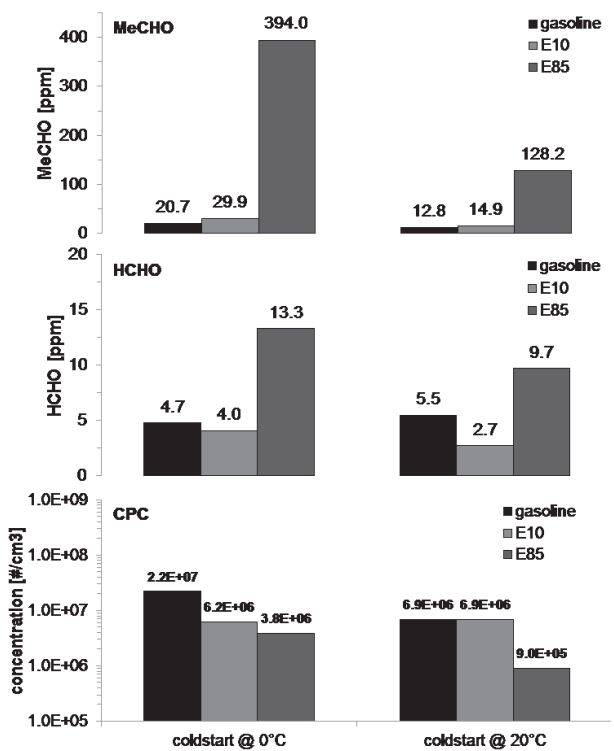 MeCHO
gasoline
E10
E85
MeCHO [ppm]
400
300
200
100
0
20.7
29.9
394.0
12.8
14.9
128.2
HCHO
gasoline
E10
E85
HCHO [ppm]
20
15
10
5
0
4.7
4.0
13.3
5.5
2.7
9.7
CPC
gasoline
E10
E85
concentration [#/cm3]
1.0E+09
1.0E+08
1.0E+07
1.0E+06
1.0E+05
2.2E+07
6.2E+06
3.8E+06
6.9E+06
6.9E+06
9.0E+05
coldstart @ 0°C
coldstart @ 20°C